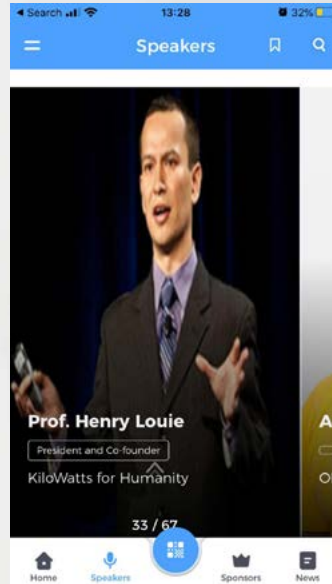 Search 13:28 32%
Speakers
Prof. Henry Louie
President and Co-founder
KiloWatts for Humanity
33 / 67
Home Speakers Sponsors News